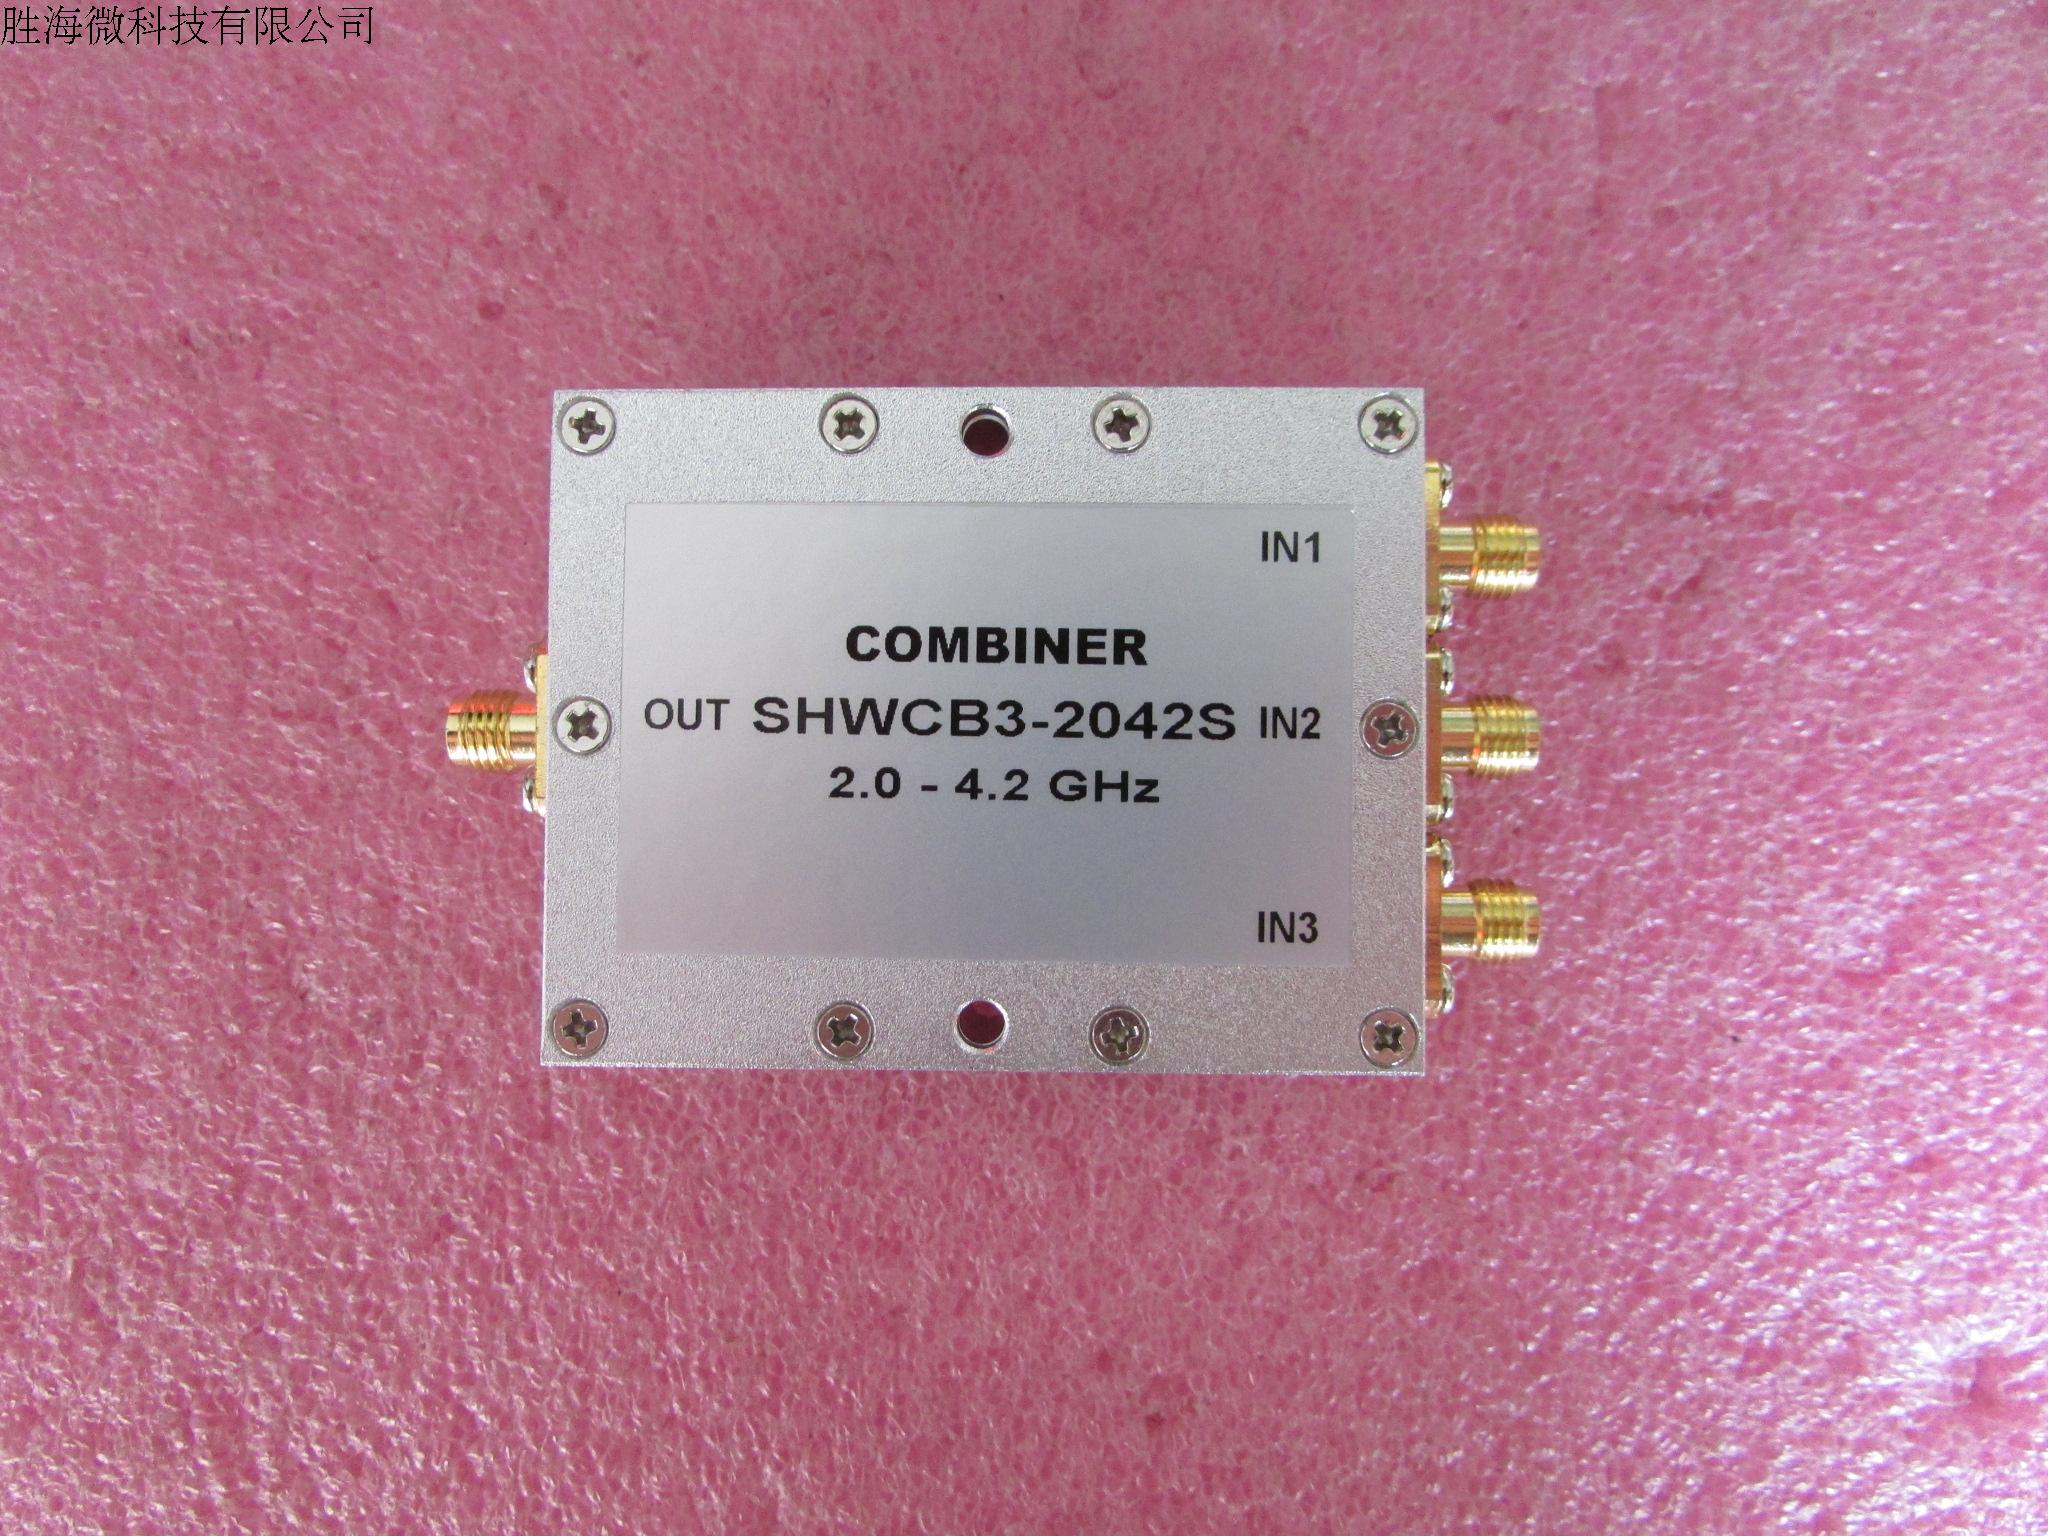 胜海微科技有限公司
IN1
COMBINER
OUT SHWCB3-2042S IN2
2.0 - 4.2 GHz
IN3